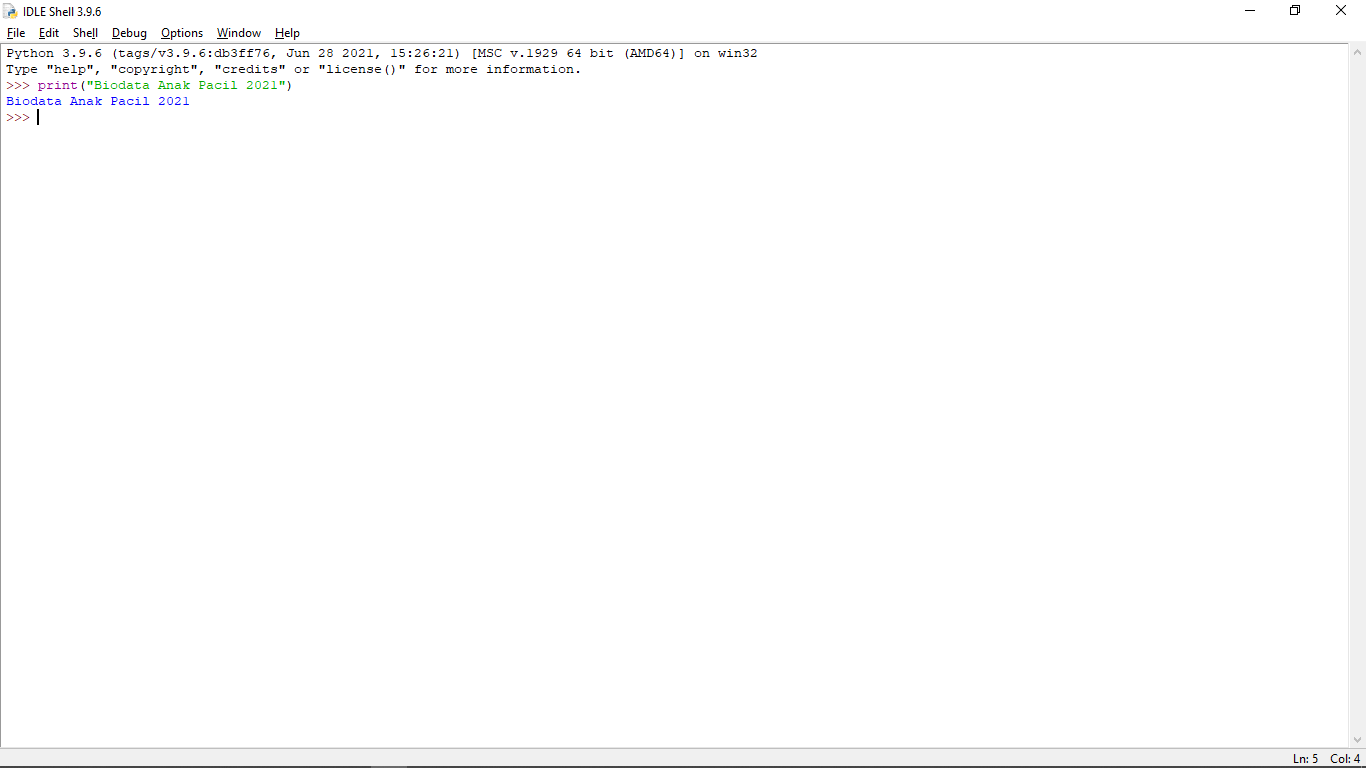 IDLE Shell 3.9.6
File Edit Shell Debug Options Window Help
Python 3.9.6 (tags/v3.9.6:db3ff76, Jun 28 2021, 15:26:21) [MSC v.1929 64 bit (AMD64)] on win32
Type "help", "copyright", "credits" or "license()" for more information.
>>> print("Biodata Anak Pacil 2021")
Biodata Anak Pacil 2021
>>>
Ln: 5 Col: 4